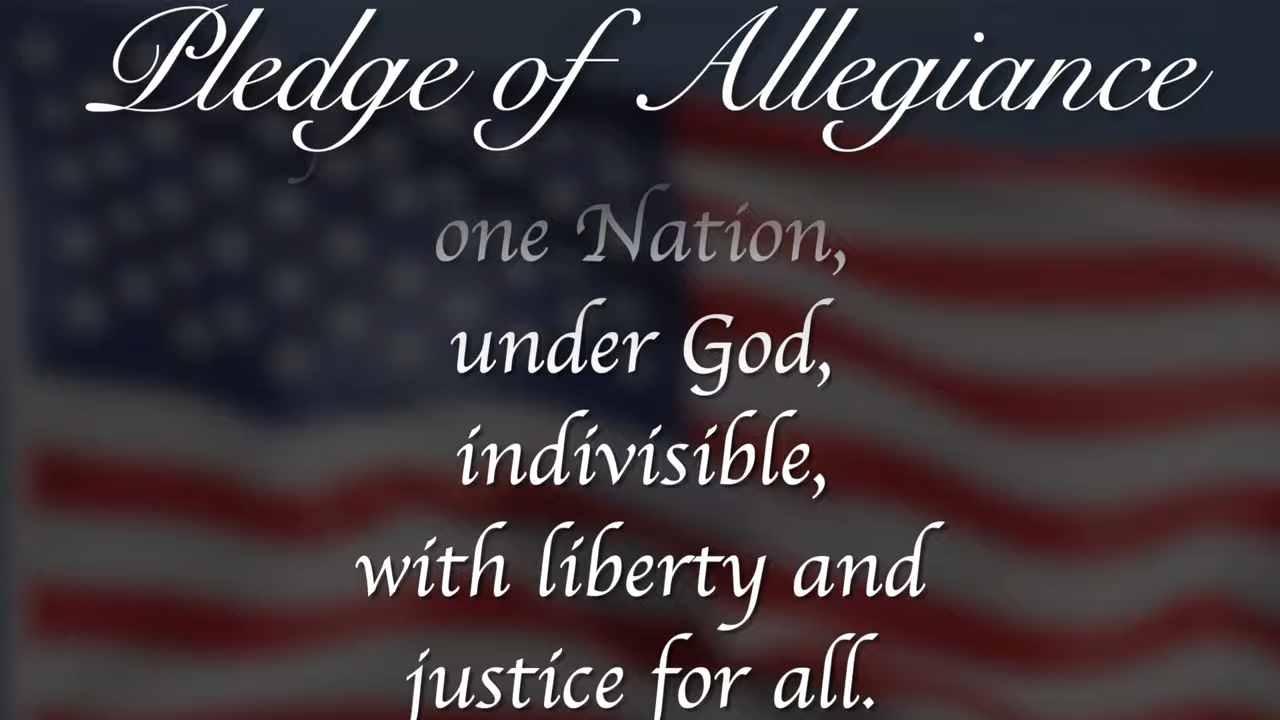 Pledge of Allegiance
one Nation,
under God,
indivisible,
with liberty and
justice for all.